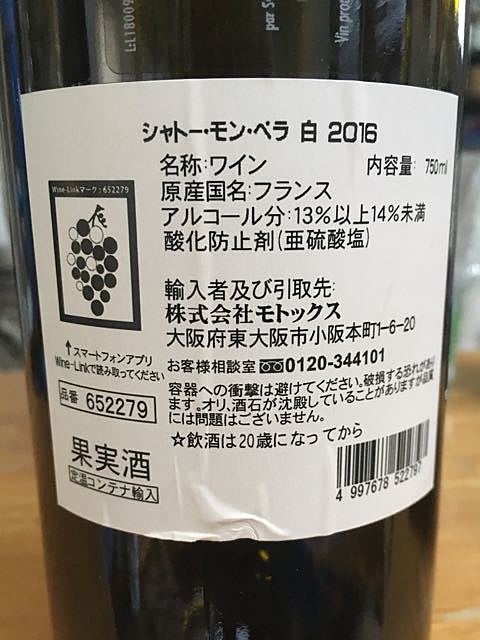 L:L18009
par S
Vin pro
シャトー・モン・ペラ 白 2016
名称:ワイン 内容量: 750ml
原産国名:フランス
アルコール分:13%以上14%未満
酸化防止剤(亜硫酸塩)
Wine-Linkマーク:652279
輸入者及び引取先:
株式会社モトックス
大阪府東大阪市小阪本町1-6-20
お客様相談室 0120-344101
↑スマートフォンアプリ
Wine-Linkで読み取ってください
品番 652279
容器への衝撃は避けてください。破損する恐れがあり
ます。オリ、酒石が沈殿していることがありますが品質
には問題はございません。
☆飲酒は20歳になってから
果実酒
定温コンテナ輸入
4 997678 522797